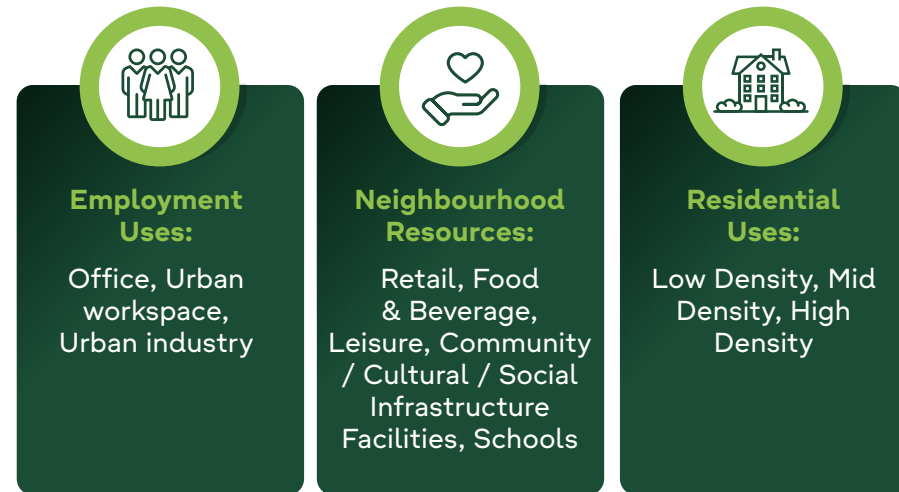 Employment
Uses:
Office, Urban
workspace,
Urban industry
Neighbourhood
Resources:
Retail, Food
& Beverage,
Leisure, Community
/ Cultural / Social
Infrastructure
Facilities, Schools
Residential
Uses:
Low Density, Mid
Density, High
Density